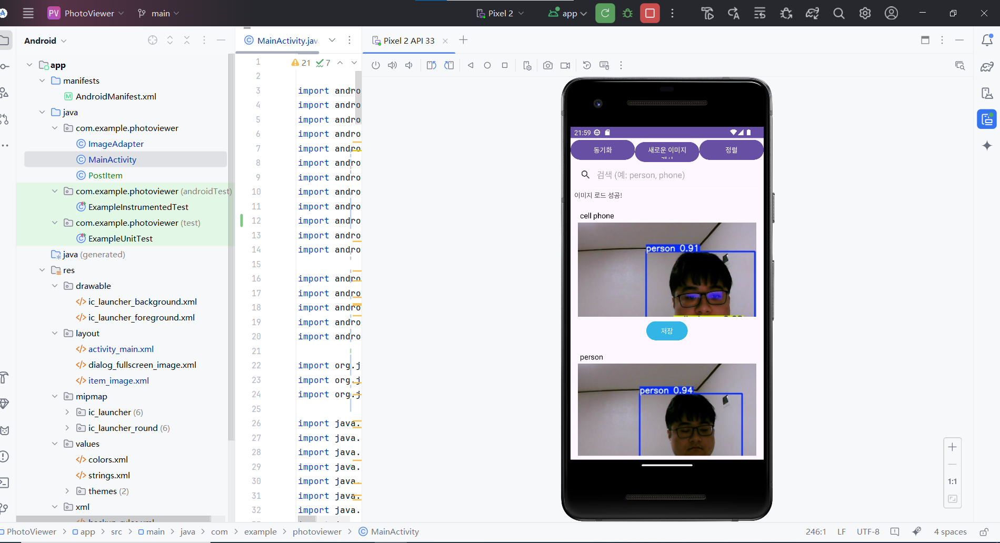 PV PhotoViewer main Pixel 2 app
Android
MainActivity.jav
Pixel 2 API 33
app
manifests
AndroidManifest.xml
java
com.example.photoviewer
ImageAdapter
MainActivity
PostItem
com.example.photoviewer (androidTest)
ExampleInstrumentedTest
com.example.photoviewer (test)
ExampleUnitTest
java (generated)
res
drawable
ic_launcher_background.xml
ic_launcher_foreground.xml
layout
activity_main.xml
dialog_fullscreen_image.xml
item_image.xml
mipmap
ic_launcher (6)
ic_launcher_round (6)
values
colors.xml
strings.xml
themes (2)
xml
21 7
1
2
3 import andro
4 import andro
5 import andro
6 import andro
7 import andro
8 import andro
9 import andro
10 import andro
11 import andro
12 import andro
13 import andro
14 import andro
15
16 import andro
17 import andro
18 import andro
19 import andro
20 import andro
21
22 import org.j
23 import org.j
24 import org.j
25
26 import java.
27 import java.
28 import java.
29 import java.
30 import java.
31 import java.
32 import java.
21:59
동기화
새로운 이미지
정렬
검색 (예: person, phone)
이미지 로드 성공!
cell phone
person 0.91
저장
person
person 0.94
1:1
PhotoViewer app src main java com example photoviewer MainActivity
246:1 LF UTF-8 4 spaces